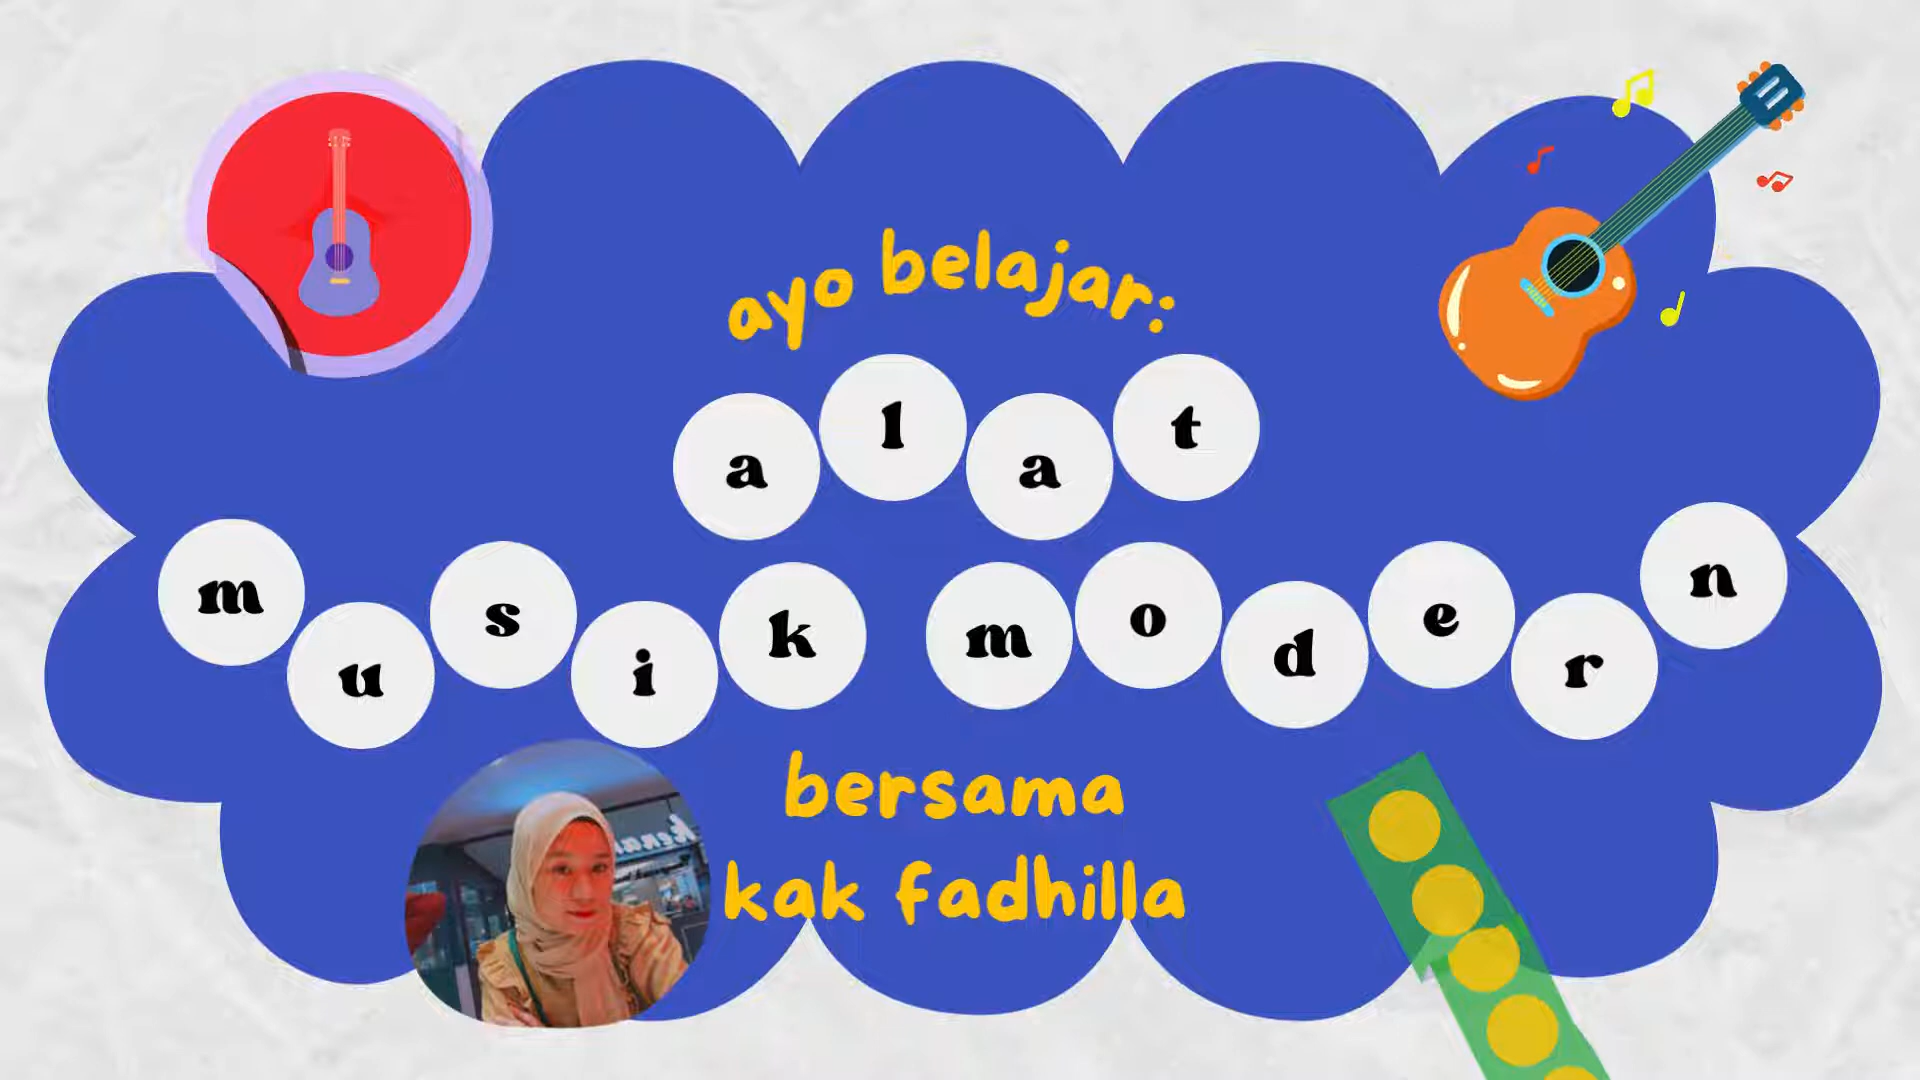 ayo belajar:
alat
musik modern
bersama
kak fadhilla